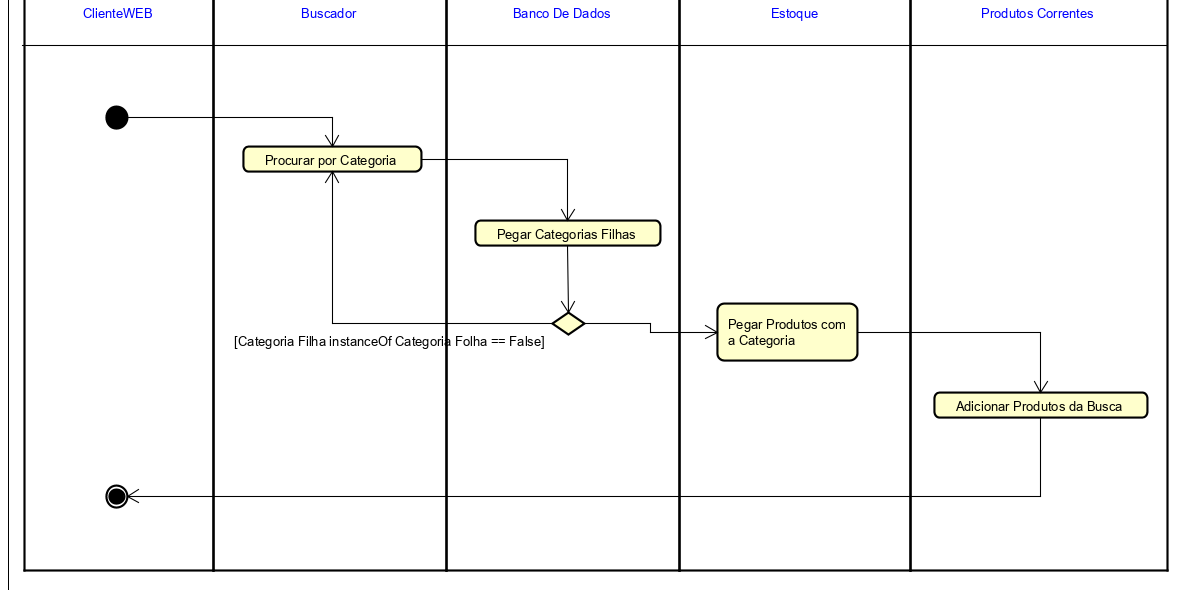 ClienteWEB
Buscador
Banco De Dados
Estoque
Produtos Correntes
Procurar por Categoria
Pegar Categorias Filhas
[Categoria Filha instanceOf Categoria Folha == False]
Pegar Produtos com
a Categoria
Adicionar Produtos da Busca